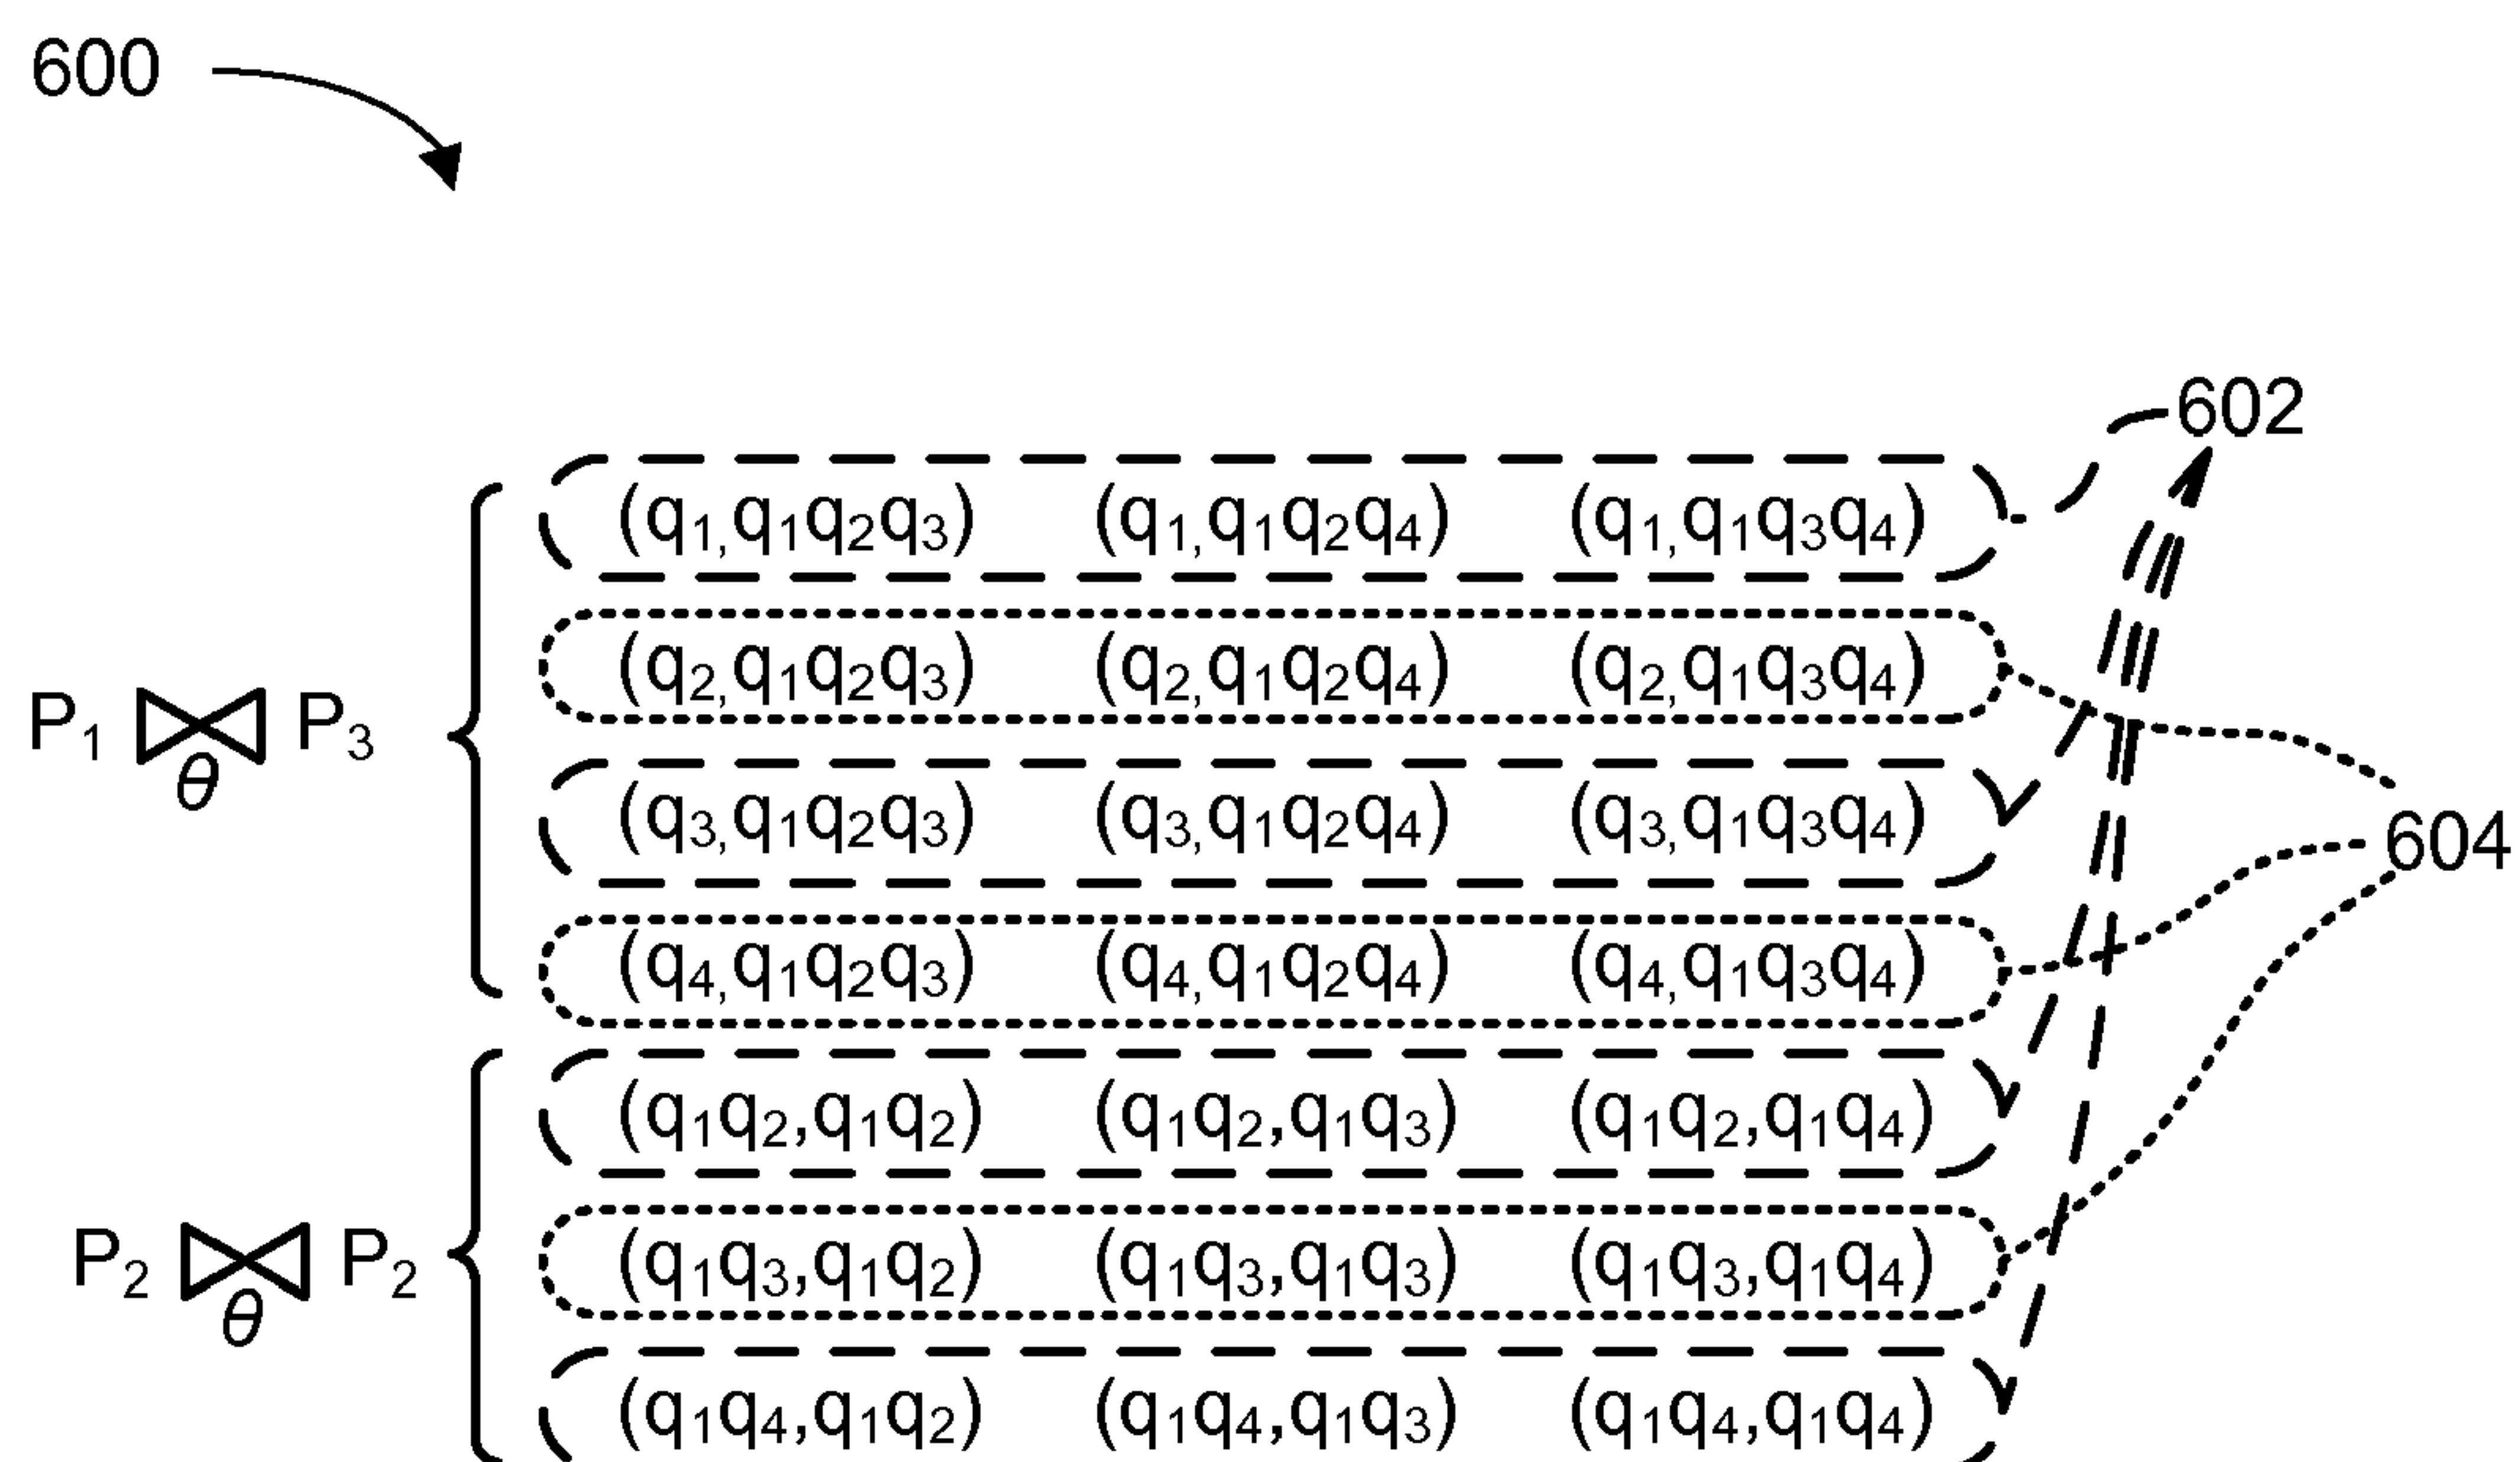 600
602
(q₁,q₁q₂q₃) (q₁,q₁q₂q₄) (q₁,q₁q₃q₄)
(q₂,q₁q₂q₃) (q₂,q₁q₂q₄) (q₂,q₁q₃q₄)
P₁ ⋈θ P₃
(q₃,q₁q₂q₃) (q₃,q₁q₂q₄) (q₃,q₁q₃q₄)
604
(q₄,q₁q₂q₃) (q₄,q₁q₂q₄) (q₄,q₁q₃q₄)
(q₁q₂,q₁q₂) (q₁q₂,q₁q₃) (q₁q₂,q₁q₄)
P₂ ⋈θ P₂
(q₁q₃,q₁q₂) (q₁q₃,q₁q₃) (q₁q₃,q₁q₄)
(q₁q₄,q₁q₂) (q₁q₄,q₁q₃) (q₁q₄,q₁q₄)